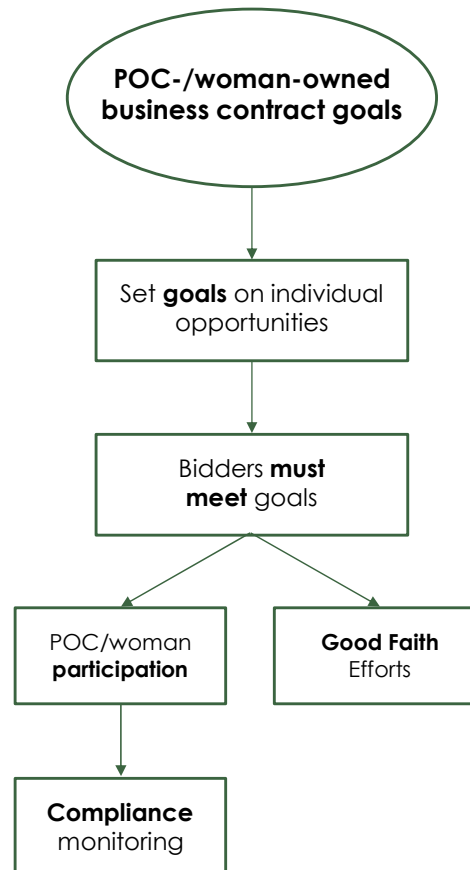 POC-/woman-owned
business contract goals
Set goals on individual
opportunities
Bidders must
meet goals
POC/woman
participation
Good Faith
Efforts
Compliance
monitoring